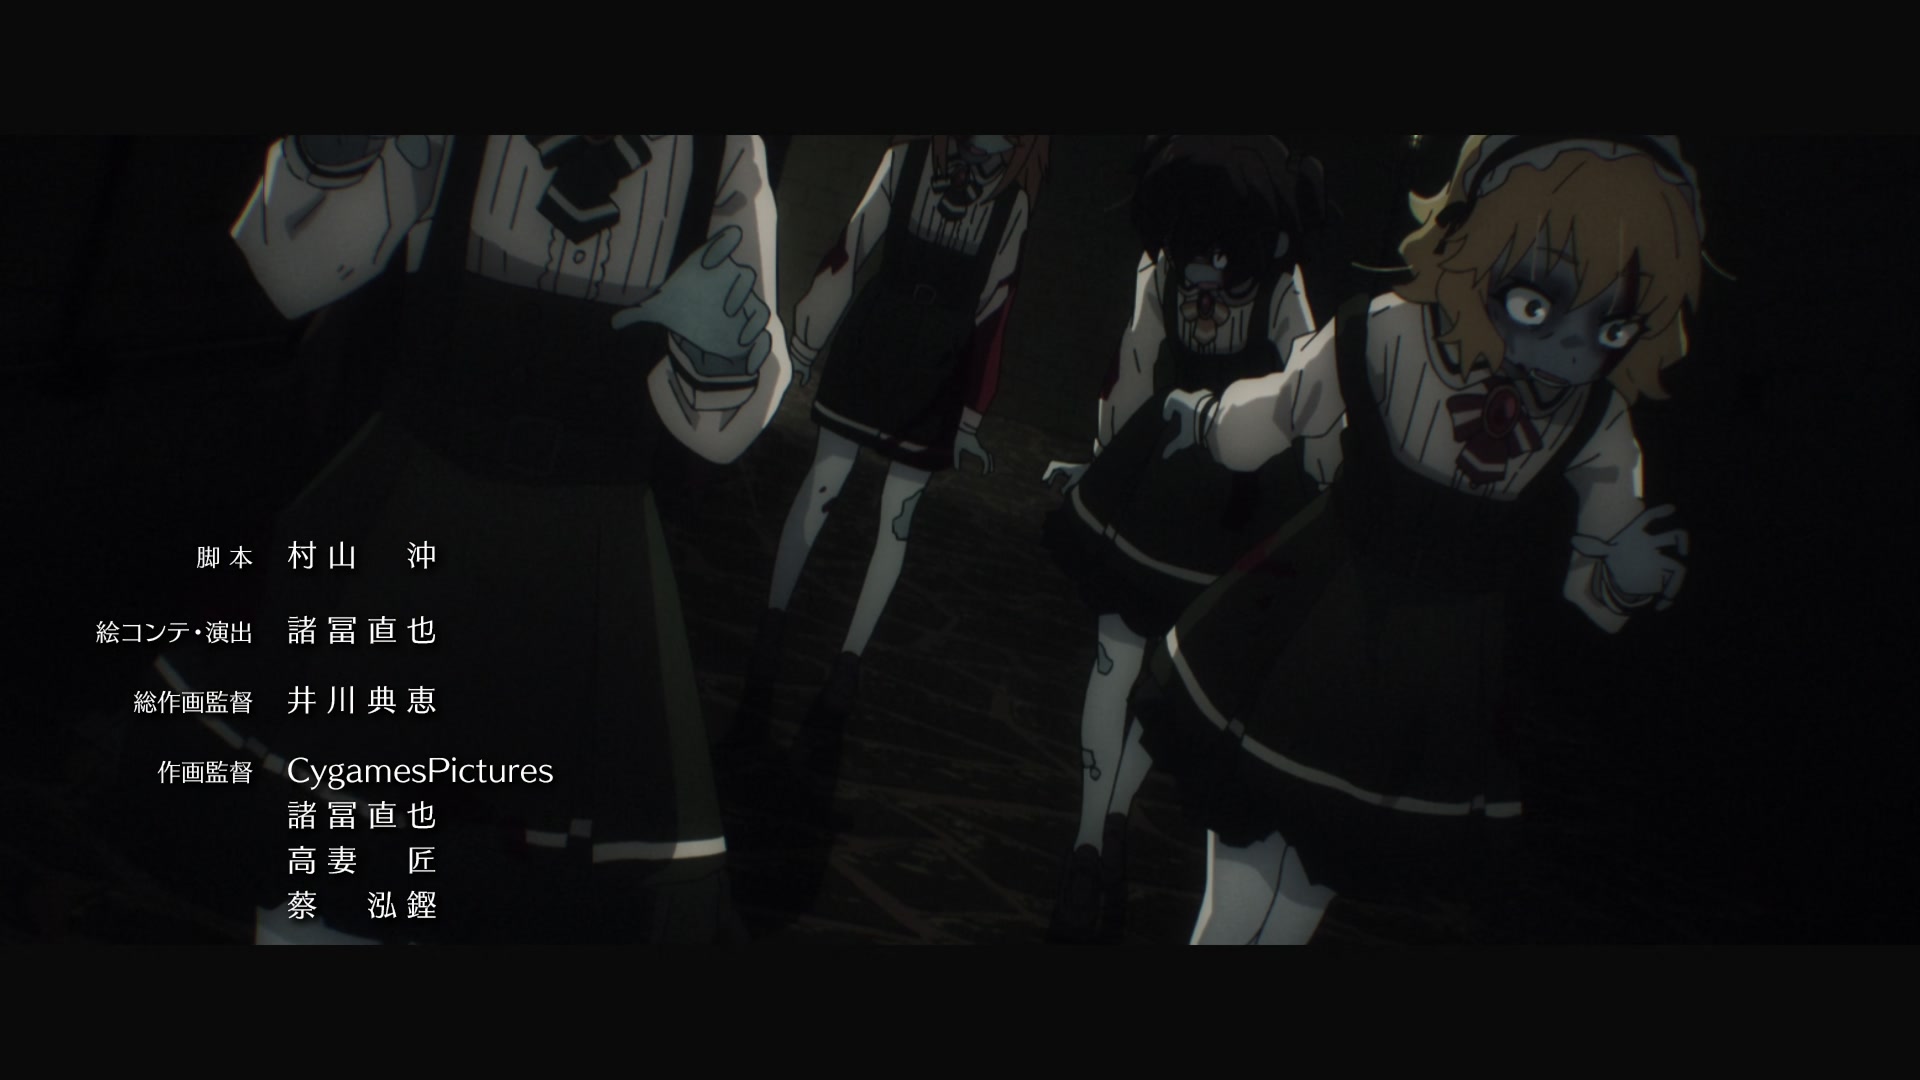 脚本 村山 沖
絵コンテ・演出 諸冨直也
総作画監督 井川典恵
作画監督 CygamesPictures
諸冨直也
高妻 匠
蔡 泓鏗